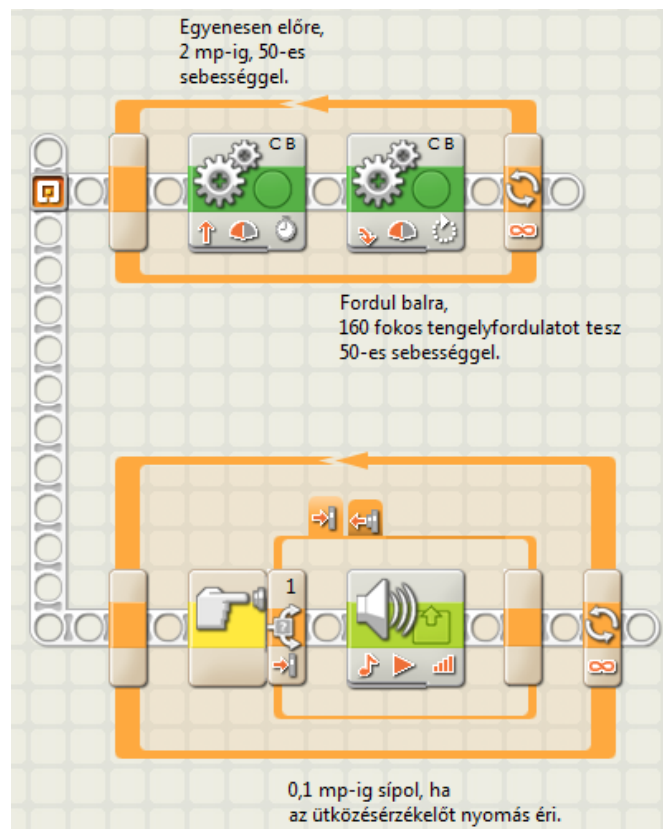 Egyenesen előre,
2 mp-ig, 50-es
sebességgel.
C B
C B
Fordul balra,
160 fokos tengelyfordulatot tesz
50-es sebességgel.
1
?
0,1 mp-ig sípol, ha
az ütközésérzékelőt nyomás éri.